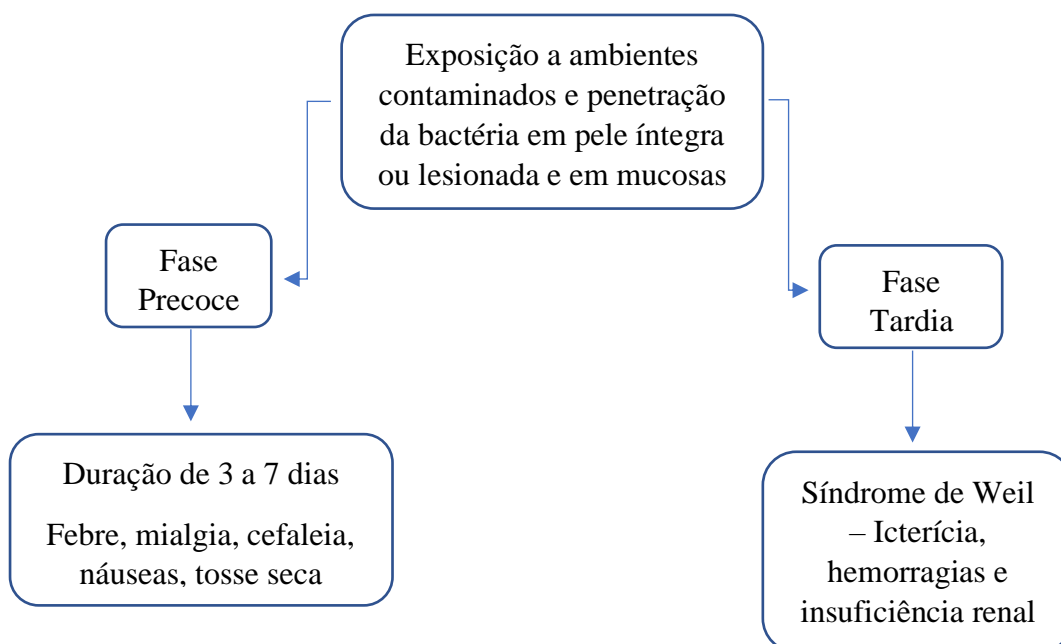 Exposição a ambientes
contaminados e penetração
da bactéria em pele íntegra
ou lesionada e em mucosas
Fase
Precoce
Fase
Tardia
Duração de 3 a 7 dias
Febre, mialgia, cefaleia,
náuseas, tosse seca
Síndrome de Weil
– Icterícia,
hemorragias e
insuficiência renal